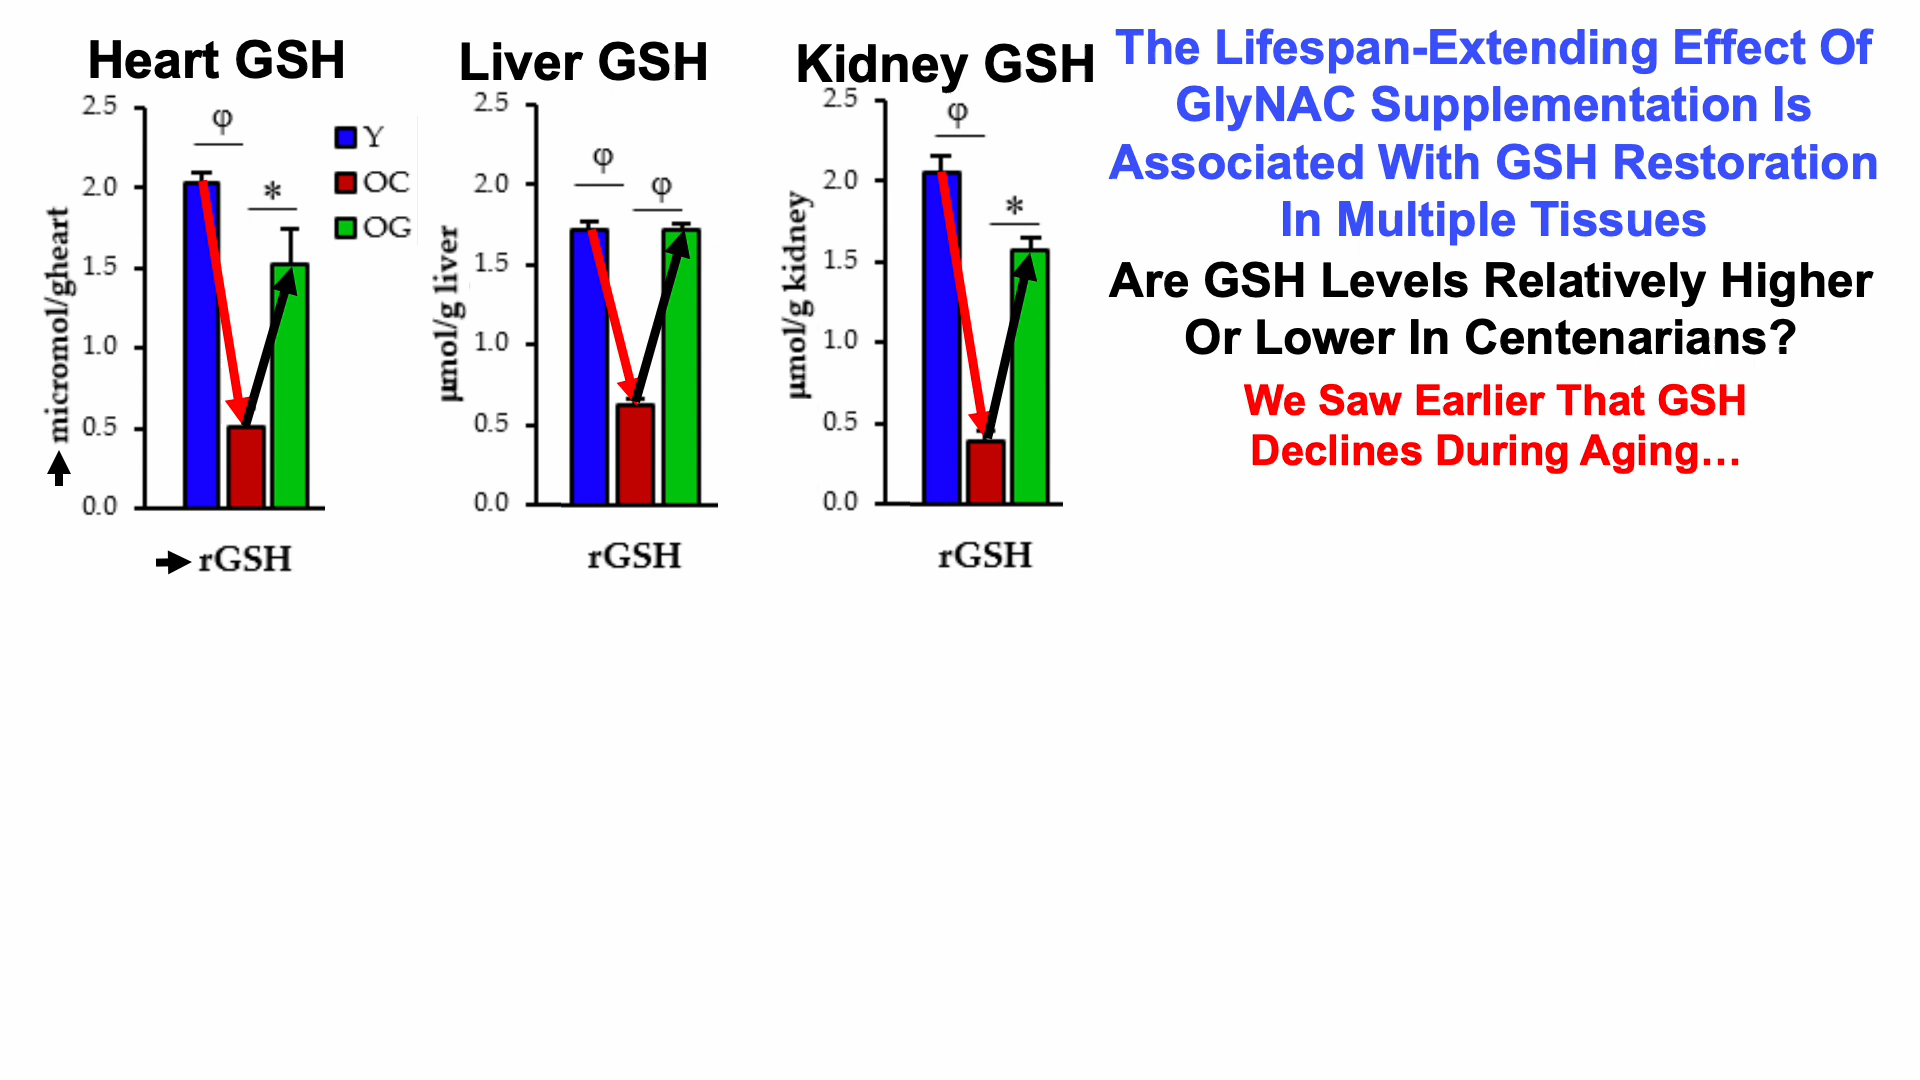 Heart GSH
2.5
2.0
1.5
1.0
0.5
0.0
micromol/gheart
φ
*
Y
OC
OG
rGSH
Liver GSH
2.5
2.0
1.5
1.0
0.5
0.0
µmol/g liver
φ
φ
rGSH
Kidney GSH
2.5
2.0
1.5
1.0
0.5
0.0
µmol/g kidney
φ
*
rGSH
The Lifespan-Extending Effect Of
GlyNAC Supplementation Is
Associated With GSH Restoration
In Multiple Tissues
Are GSH Levels Relatively Higher
Or Lower In Centenarians?
We Saw Earlier That GSH
Declines During Aging…